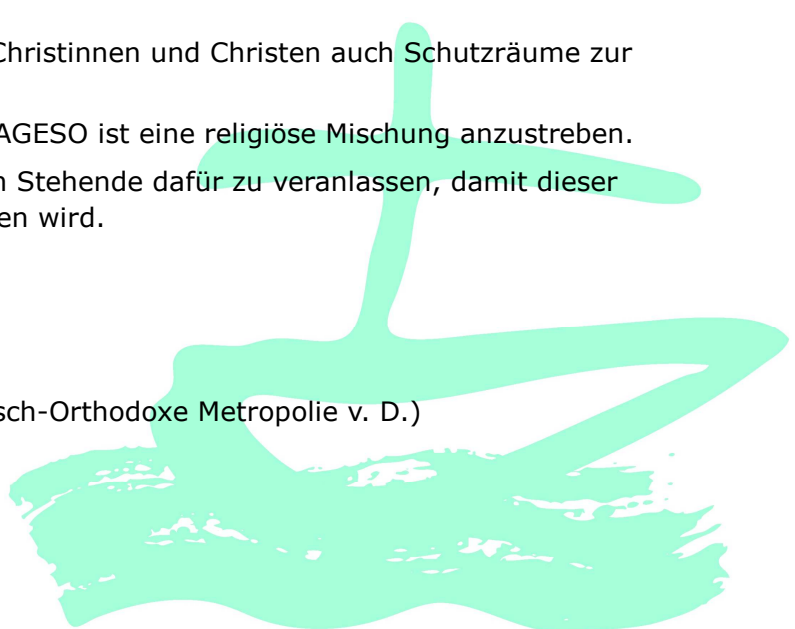 Christinnen und Christen auch Schutzräume zur
AGESO ist eine religiöse Mischung anzustreben.
n Stehende dafür zu veranlassen, damit dieser
en wird.
sch-Orthodoxe Metropolie v. D.)